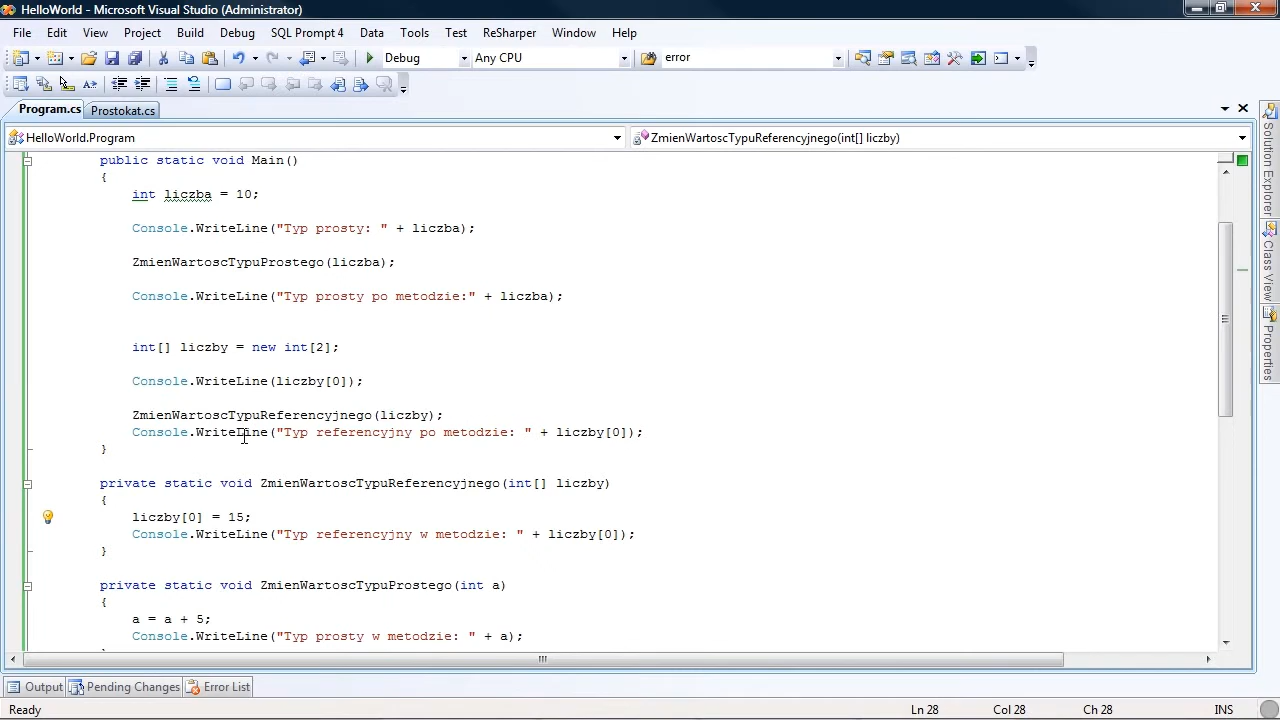 HelloWorld - Microsoft Visual Studio (Administrator)
File Edit View Project Build Debug SQL Prompt 4 Data Tools Test ReSharper Window Help
Debug Any CPU error
Program.cs Prostokat.cs
HelloWorld.Program ZmienWartoscTypuReferencyjnego(int[] liczby)
public static void Main()
{
int liczba = 10;
Console.WriteLine("Typ prosty: " + liczba);
ZmienWartoscTypuProstego(liczba);
Console.WriteLine("Typ prosty po metodzie:" + liczba);
int[] liczby = new int[2];
Console.WriteLine(liczby[0]);
ZmienWartoscTypuReferencyjnego(liczby);
Console.WriteLine("Typ referencyjny po metodzie: " + liczby[0]);
}
private static void ZmienWartoscTypuReferencyjnego(int[] liczby)
{
liczby[0] = 15;
Console.WriteLine("Typ referencyjny w metodzie: " + liczby[0]);
}
private static void ZmienWartoscTypuProstego(int a)
{
a = a + 5;
Console.WriteLine("Typ prosty w metodzie: " + a);
Solution Explorer
Class View
Properties
Output Pending Changes Error List
Ready Ln 28 Col 28 Ch 28 INS